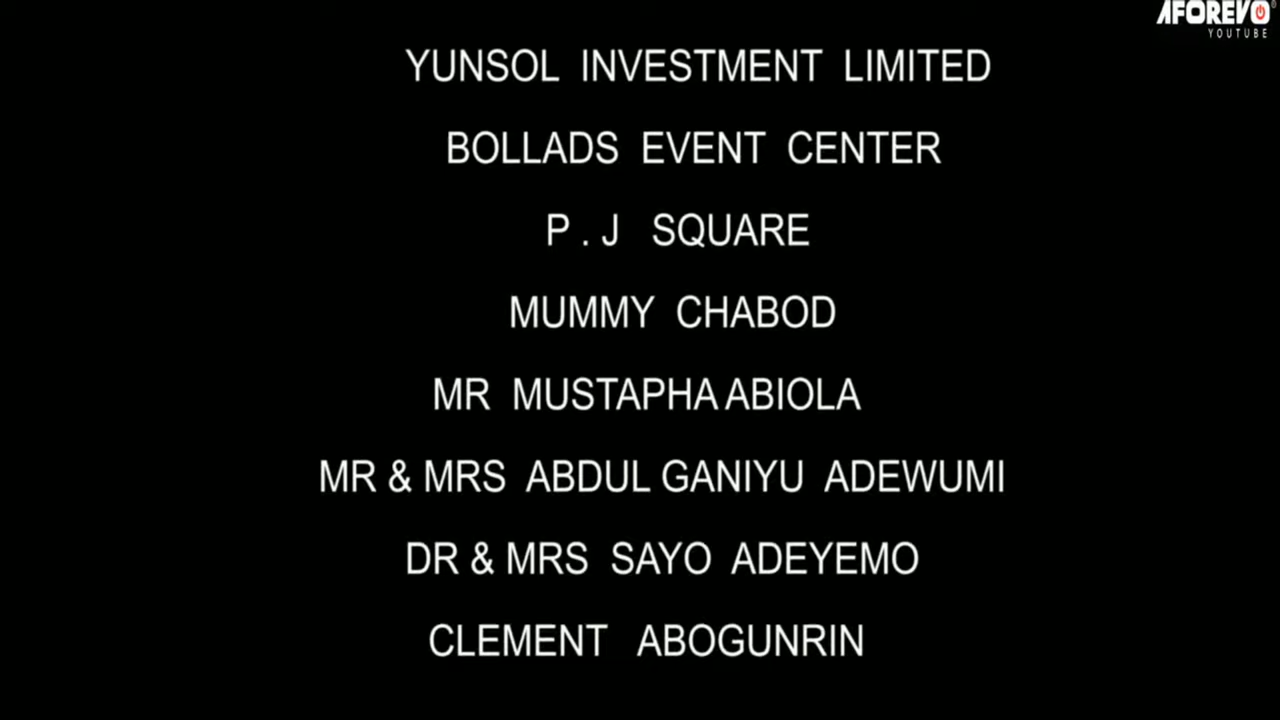 AFOREVO
YOUTUBE
YUNSOL INVESTMENT LIMITED
BOLLADS EVENT CENTER
P . J SQUARE
MUMMY CHABOD
MR MUSTAPHA ABIOLA
MR & MRS ABDUL GANIYU ADEWUMI
DR & MRS SAYO ADEYEMO
CLEMENT ABOGUNRIN